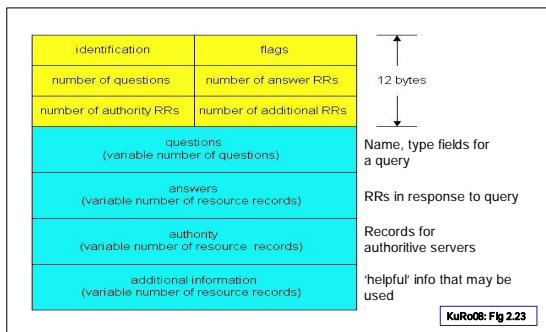 identification flags
number of questions number of answer RRs
12 bytes
number of authority RRs number of additional RRs
questions
(variable number of questions)
Name, type fields for
a query
answers
(variable number of resource records)
RRs in response to query
authority
(variable number of resource records)
Records for
authoritive servers
additional information
(variable number of resource records)
'helpful' info that may be
used
KuRo08: Fig 2.23